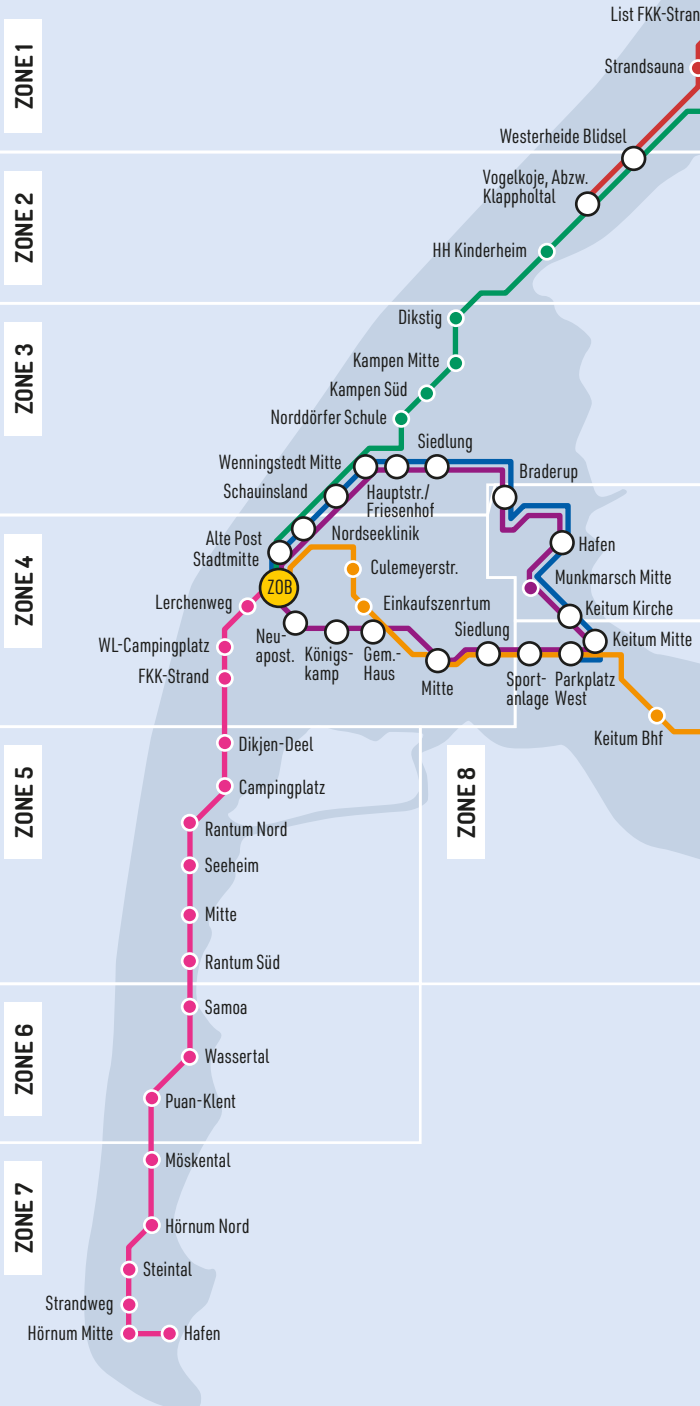 List FKK-Stran
ZONE 1
Strandsauna
Westerheide Blidsel
ZONE 2
Vogelkoje, Abzw.
Klappholtal
HH Kinderheim
ZONE 3
Dikstig
Kampen Mitte
Kampen Süd
Norddörfer Schule
Siedlung
Wenningstedt Mitte
Braderup
Schauinsland
Hauptstr./
Friesenhof
ZONE 4
Nordseeklinik
Alte Post
Stadtmitte
Hafen
Culemeyerstr.
Munkmarsch Mitte
ZOB
Lerchenweg
Einkaufszenrtum
Keitum Kirche
Neu-
apost.
Siedlung
Keitum Mitte
WL-Campingplatz
Königs-
kamp
Gem.-
Haus
FKK-Strand
Mitte
Sport-
anlage
Parkplatz
West
Keitum Bhf
ZONE 5
Dikjen-Deel
ZONE 8
Campingplatz
Rantum Nord
Seeheim
Mitte
Rantum Süd
ZONE 6
Samoa
Wassertal
Puan-Klent
ZONE 7
Möskental
Hörnum Nord
Steintal
Strandweg
Hörnum Mitte
Hafen